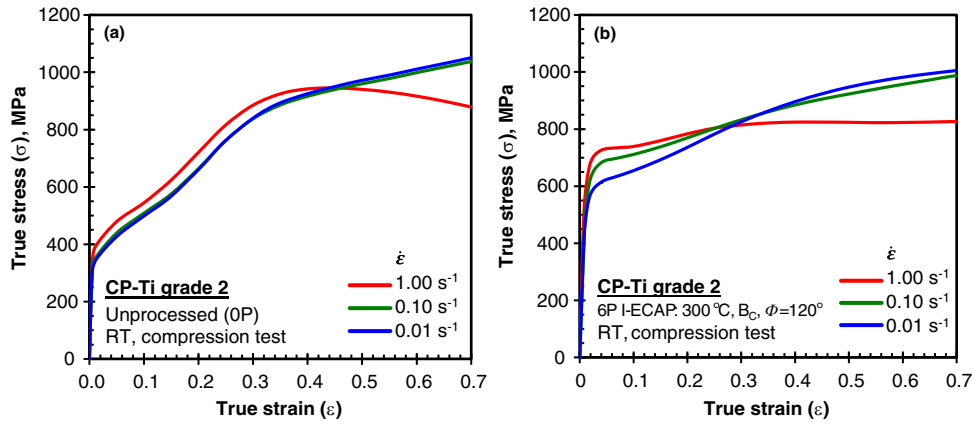 (a)
True stress (σ), MPa
1200
1000
800
600
400
200
0
ε̇
CP-Ti grade 2
Unprocessed (0P)
RT, compression test
1.00 s⁻¹
0.10 s⁻¹
0.01 s⁻¹
0.0 0.1 0.2 0.3 0.4 0.5 0.6 0.7
True strain (ε)
(b)
True stress (σ), MPa
1200
1000
800
600
400
200
0
ε̇
CP-Ti grade 2
6P I-ECAP: 300 °C, B_C, Φ=120°
RT, compression test
1.00 s⁻¹
0.10 s⁻¹
0.01 s⁻¹
0 0.1 0.2 0.3 0.4 0.5 0.6 0.7
True strain (ε)